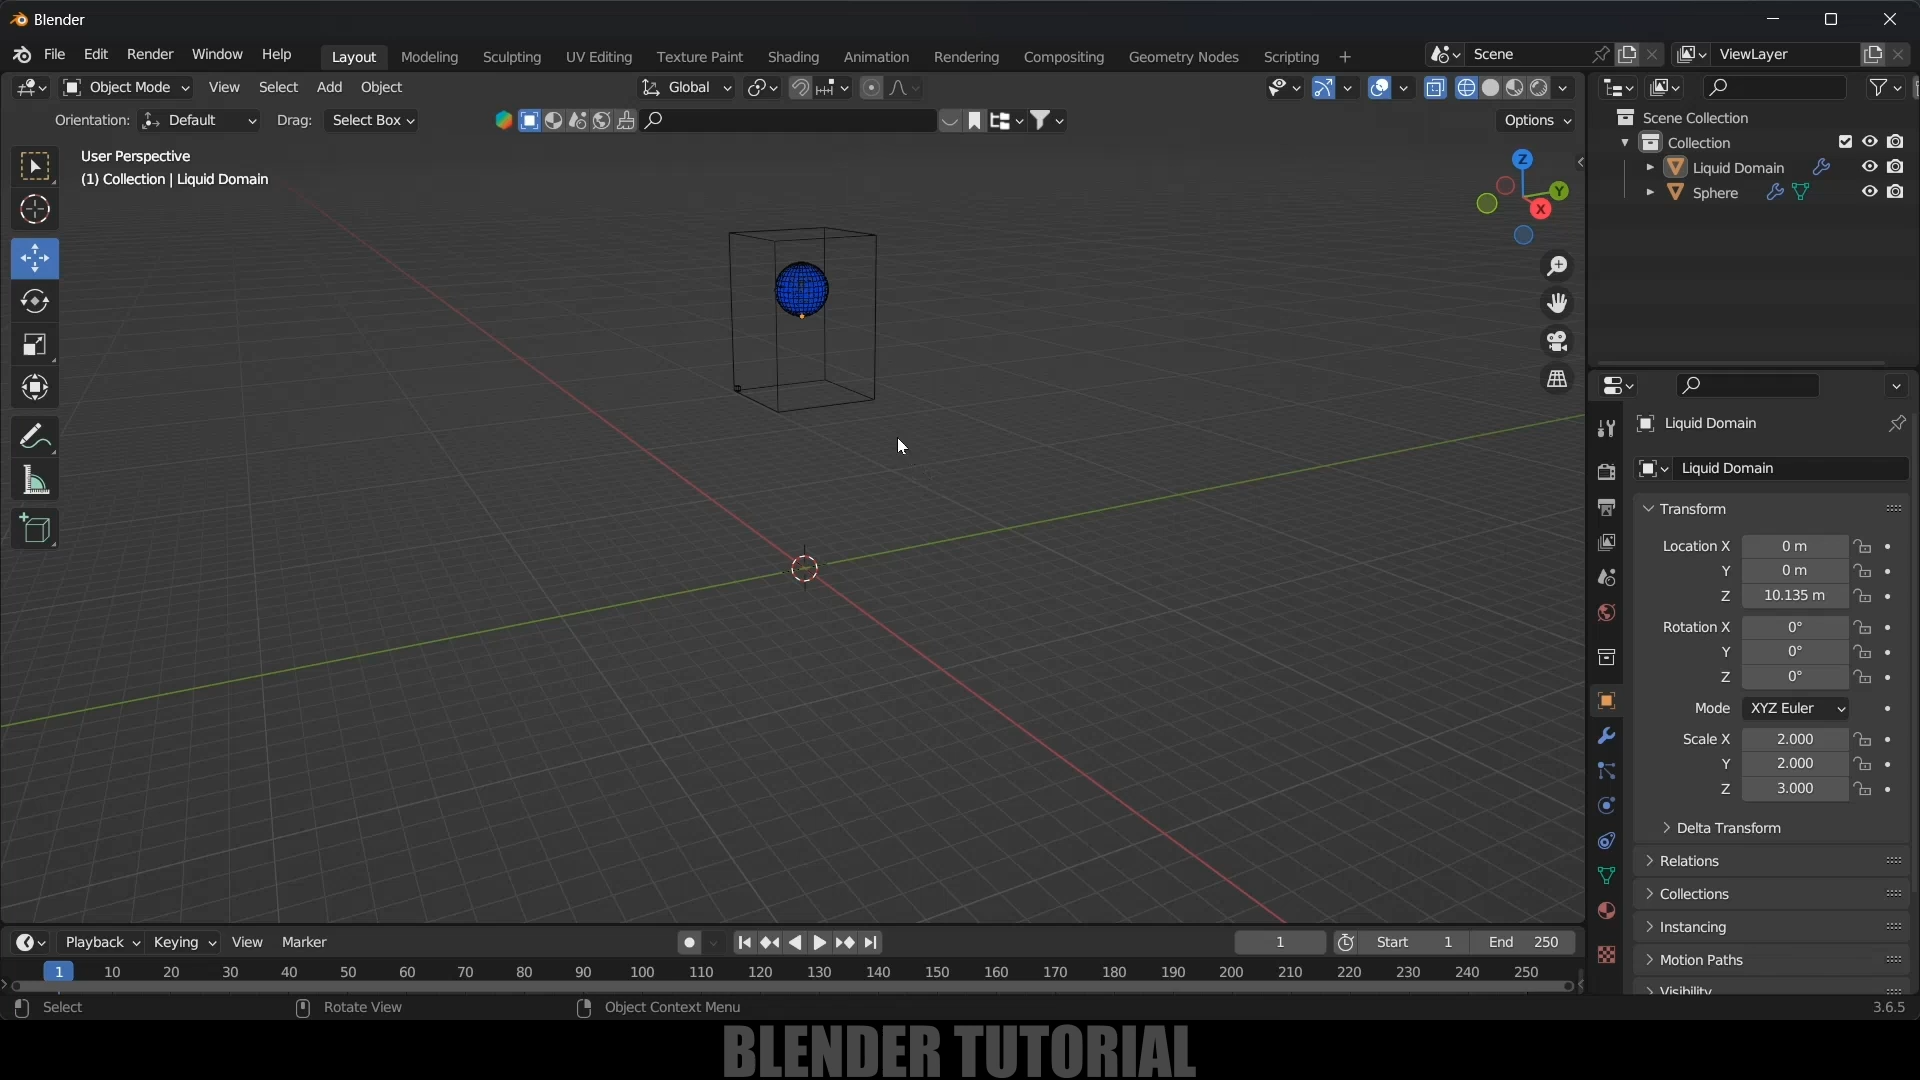 Blender
File Edit Render Window Help Layout Modeling Sculpting UV Editing Texture Paint Shading Animation Rendering Compositing Geometry Nodes Scripting + Scene ViewLayer
Object Mode View Select Add Object Global
Orientation: Default Drag: Select Box Options
User Perspective
(1) Collection | Liquid Domain
Z
Y
X
Scene Collection
Collection
Liquid Domain
Sphere
Liquid Domain
Liquid Domain
Transform
Location X 0 m
Y 0 m
Z 10.135 m
Rotation X 0°
Y 0°
Z 0°
Mode XYZ Euler
Scale X 2.000
Y 2.000
Z 3.000
Delta Transform
Relations
Collections
Instancing
Motion Paths
Visibility
Playback Keying View Marker 1 Start 1 End 250
1 10 20 30 40 50 60 70 80 90 100 110 120 130 140 150 160 170 180 190 200 210 220 230 240 250
Select Rotate View Object Context Menu 3.6.5
BLENDER TUTORIAL